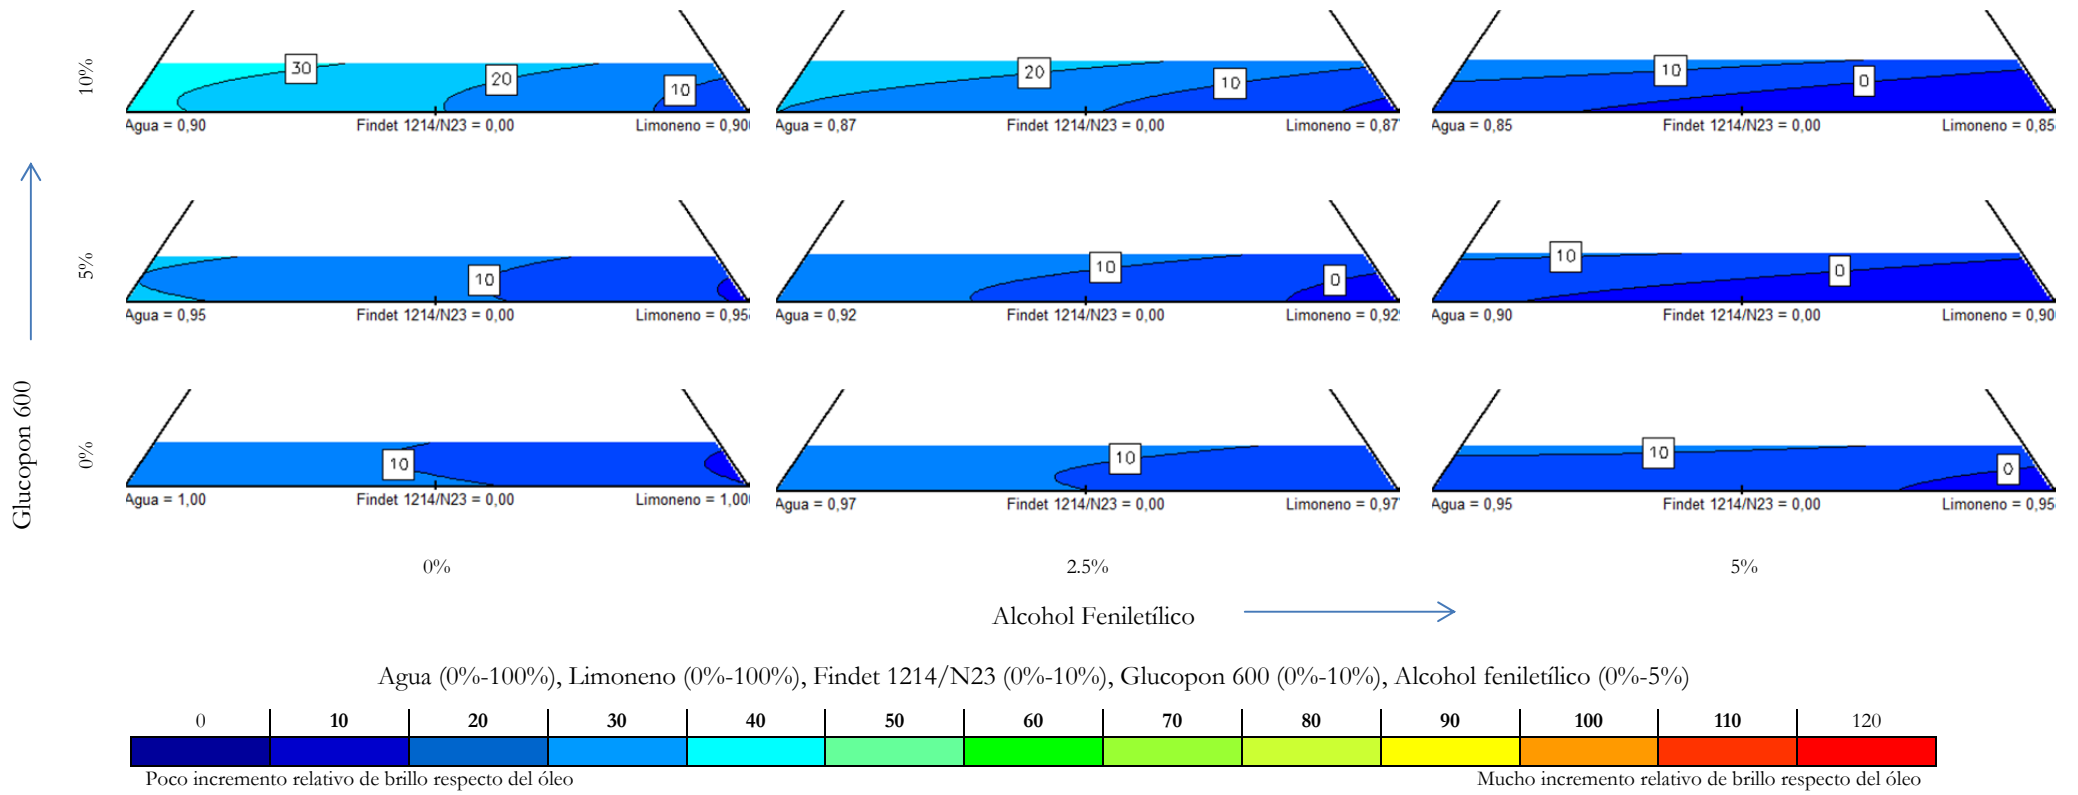 10%
30
20
10
Agua = 0,90
Findet 1214/N23 = 0,00
Limoneno = 0,90
20
10
Agua = 0,87
Findet 1214/N23 = 0,00
Limoneno = 0,87
10
0
Agua = 0,85
Findet 1214/N23 = 0,00
Limoneno = 0,85
5%
10
Agua = 0,95
Findet 1214/N23 = 0,00
Limoneno = 0,95
10
0
Agua = 0,92
Findet 1214/N23 = 0,00
Limoneno = 0,92
10
0
Agua = 0,90
Findet 1214/N23 = 0,00
Limoneno = 0,90
Glucopon 600
0%
10
Agua = 1,00
Findet 1214/N23 = 0,00
Limoneno = 1,00
10
Agua = 0,97
Findet 1214/N23 = 0,00
Limoneno = 0,97
10
0
Agua = 0,95
Findet 1214/N23 = 0,00
Limoneno = 0,95
0% 2.5% 5%
Alcohol Feniletílico
Agua (0%-100%), Limoneno (0%-100%), Findet 1214/N23 (0%-10%), Glucopon 600 (0%-10%), Alcohol feniletílico (0%-5%)
0 10 20 30 40 50 60 70 80 90 100 110 120
Poco incremento relativo de brillo respecto del óleo
Mucho incremento relativo de brillo respecto del óleo